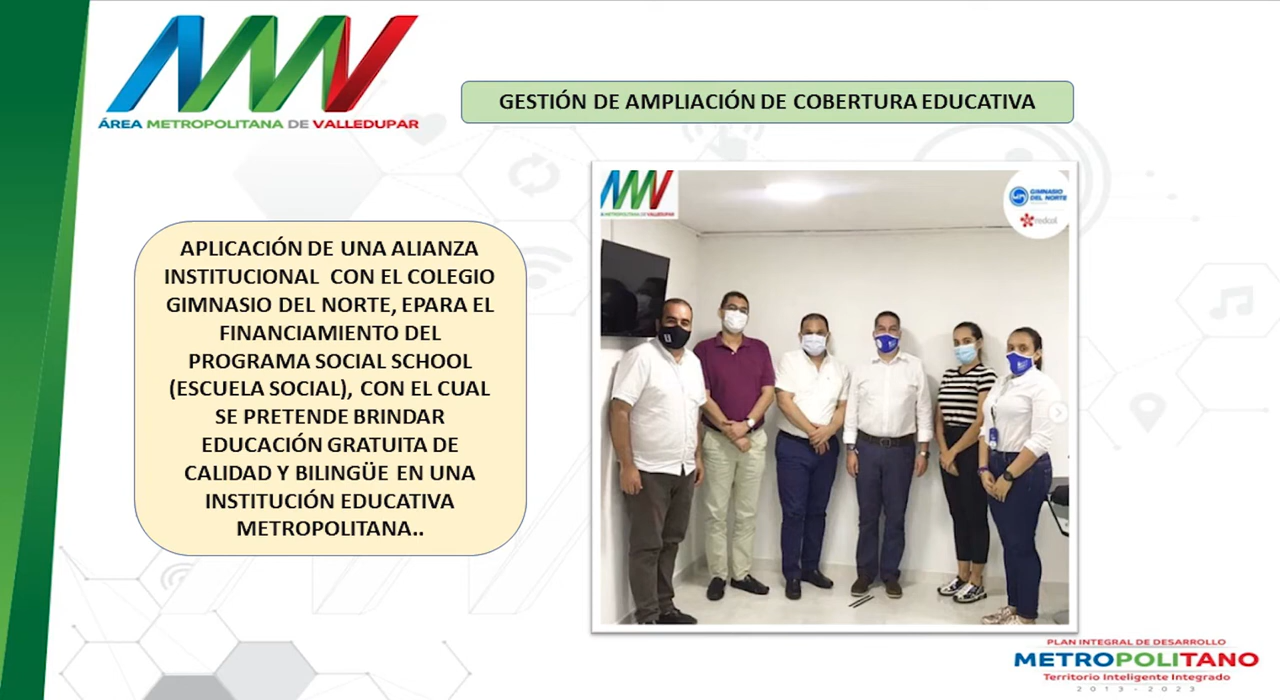 ÁREA METROPOLITANA DE VALLEDUPAR
GESTIÓN DE AMPLIACIÓN DE COBERTURA EDUCATIVA
APLICACIÓN DE UNA ALIANZA
INSTITUCIONAL CON EL COLEGIO
GIMNASIO DEL NORTE, EPARA EL
FINANCIAMIENTO DEL
PROGRAMA SOCIAL SCHOOL
(ESCUELA SOCIAL), CON EL CUAL
SE PRETENDE BRINDAR
EDUCACIÓN GRATUITA DE
CALIDAD Y BILINGÜE EN UNA
INSTITUCIÓN EDUCATIVA
METROPOLITANA..
A METROPOLITANA DE VALLEDUPAR
GIMNASIO
DEL NORTE
redcol
PLAN INTEGRAL DE DESARROLLO
METROPOLITANO
Territorio Inteligente Integrado
2013-2023